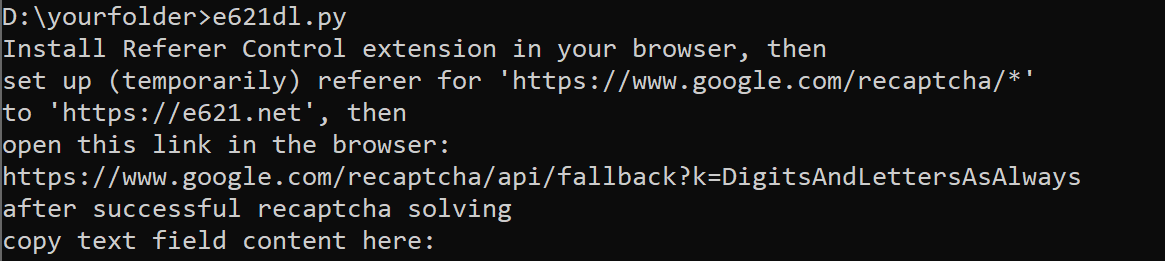 D:\yourfolder>e621dl.py
Install Referer Control extension in your browser, then
set up (temporarily) referer for 'https://www.google.com/recaptcha/*'
to 'https://e621.net', then
open this link in the browser:
https://www.google.com/recaptcha/api/fallback?k=DigitsAndLettersAsAlways
after successful recaptcha solving
copy text field content here: